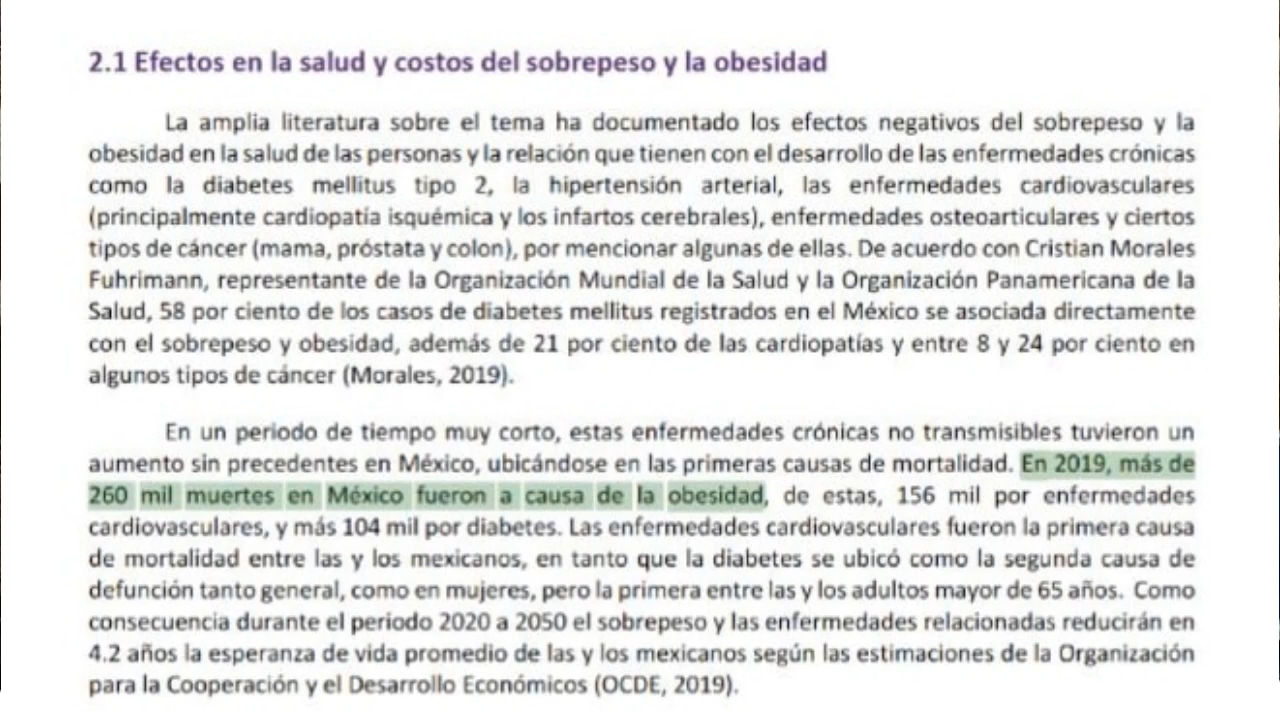 2.1 Efectos en la salud y costos del sobrepeso y la obesidad
La amplia literatura sobre el tema ha documentado los efectos negativos del sobrepeso y la
obesidad en la salud de las personas y la relación que tienen con el desarrollo de las enfermedades crónicas
como la diabetes mellitus tipo 2, la hipertensión arterial, las enfermedades cardiovasculares
(principalmente cardiopatía isquémica y los infartos cerebrales), enfermedades osteoarticulares y ciertos
tipos de cáncer (mama, próstata y colon), por mencionar algunas de ellas. De acuerdo con Cristian Morales
Fuhrimann, representante de la Organización Mundial de la Salud y la Organización Panamericana de la
Salud, 58 por ciento de los casos de diabetes mellitus registrados en el México se asociada directamente
con el sobrepeso y obesidad, además de 21 por ciento de las cardiopatías y entre 8 y 24 por ciento en
algunos tipos de cáncer (Morales, 2019).
En un periodo de tiempo muy corto, estas enfermedades crónicas no transmisibles tuvieron un
aumento sin precedentes en México, ubicándose en las primeras causas de mortalidad. En 2019, más de
260 mil muertes en México fueron a causa de la obesidad, de estas, 156 mil por enfermedades
cardiovasculares, y más 104 mil por diabetes. Las enfermedades cardiovasculares fueron la primera causa
de mortalidad entre las y los mexicanos, en tanto que la diabetes se ubicó como la segunda causa de
defunción tanto general, como en mujeres, pero la primera entre las y los adultos mayor de 65 años. Como
consecuencia durante el periodo 2020 a 2050 el sobrepeso y las enfermedades relacionadas reducirán en
4.2 años la esperanza de vida promedio de las y los mexicanos según las estimaciones de la Organización
para la Cooperación y el Desarrollo Económicos (OCDE, 2019).